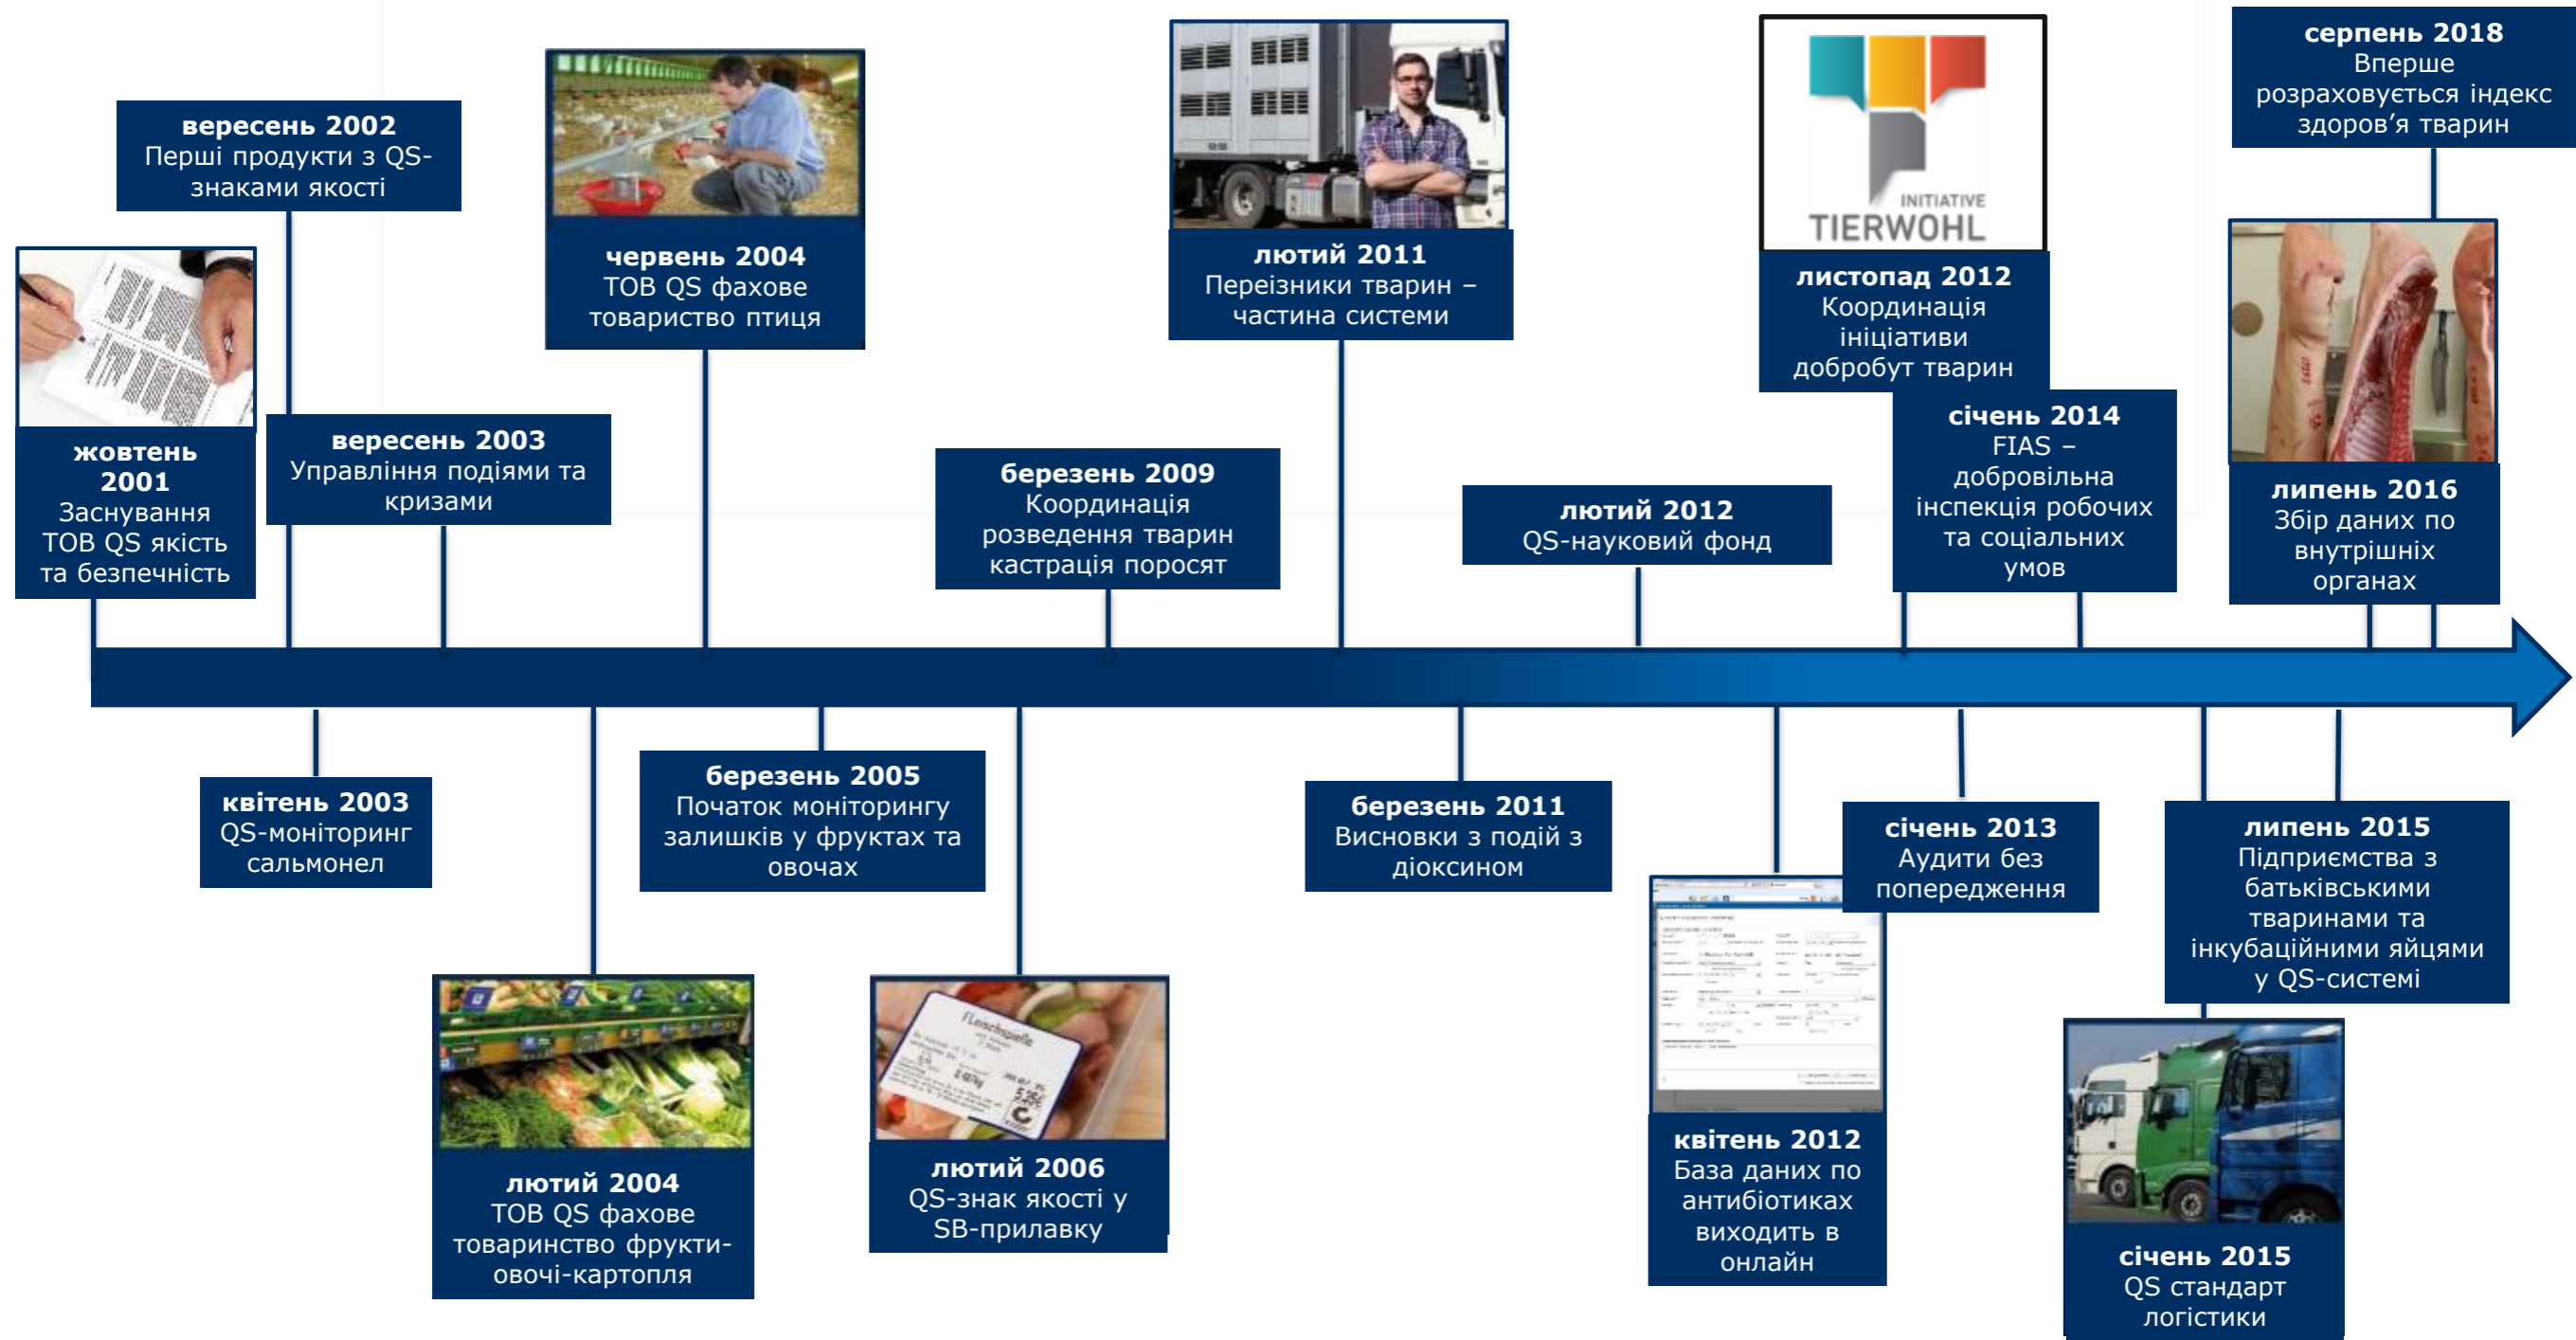 вересень 2002
Перші продукти з QS-
знаками якості
жовтень
2001
Заснування
ТОВ QS якість
та безпечність
вересень 2003
Управління подіями та
кризами
червень 2004
ТОВ QS фахове
товариство птиця
березень 2009
Координація
розведення тварин
кастрація поросят
лютий 2011
Переізники тварин –
частина системи
лютий 2012
QS-науковий фонд
INITIATIVE
TIERWOHL
листопад 2012
Координація
ініціативи
добробут тварин
січень 2014
FIAS –
добровільна
інспекція робочих
та соціальних
умов
серпень 2018
Вперше
розраховується індекс
здоров’я тварин
липень 2016
Збір даних по
внутрішніх
органах
квітень 2003
QS-моніторинг
сальмонел
лютий 2004
ТОВ QS фахове
товаринство фрукти-
овочі-картопля
березень 2005
Початок моніторингу
залишків у фруктах та
овочах
Fleischspieße
лютий 2006
QS-знак якості у
SB-прилавку
березень 2011
Висновки з подій з
діоксином
квітень 2012
База даних по
антибіотиках
виходить в
онлайн
січень 2013
Аудити без
попередження
липень 2015
Підприємства з
батьківськими
тваринами та
інкубаційними яйцями
у QS-системі
січень 2015
QS стандарт
логістики